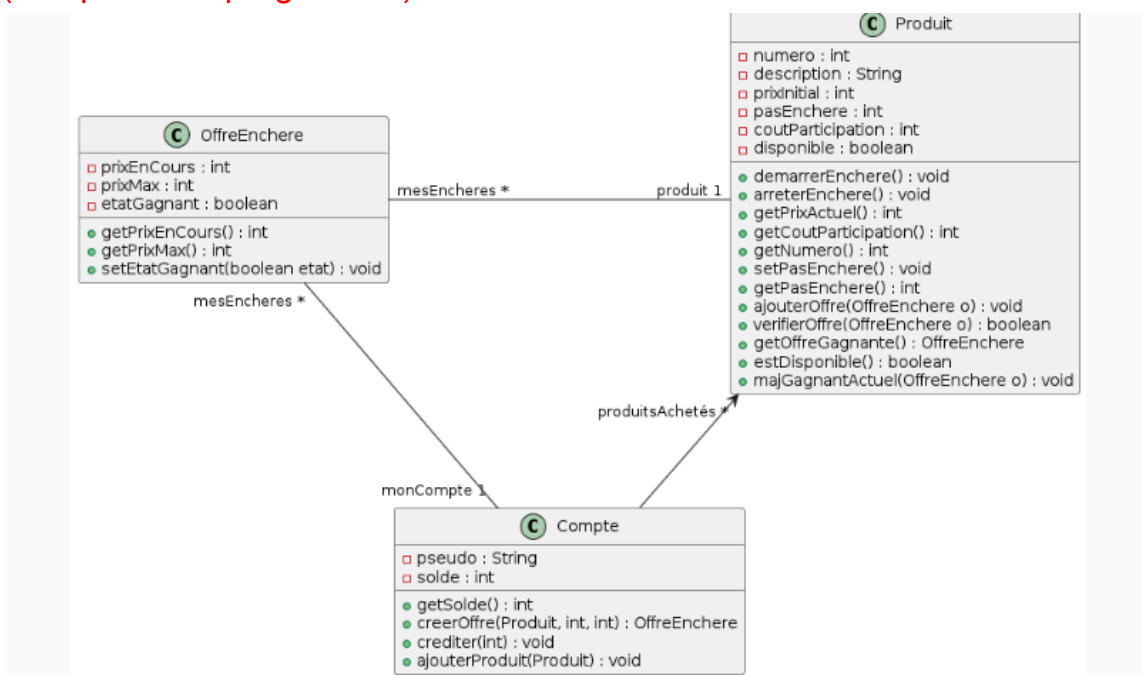 C Produit
numero : int
description : String
prixInitial : int
pasEnchere : int
coutParticipation : int
disponible : boolean
demarrerEnchere() : void
arreterEnchere() : void
getPrixActuel() : int
getCoutParticipation() : int
getNumero() : int
setPasEnchere() : void
getPasEnchere() : int
ajouterOffre(OffreEnchere o) : void
verifierOffre(OffreEnchere o) : boolean
getOffreGagnante() : OffreEnchere
estDisponible() : boolean
majGagnantActuel(OffreEnchere o) : void
C OffreEnchere
prixEnCours : int
prixMax : int
etatGagnant : boolean
getPrixEnCours() : int
getPrixMax() : int
setEtatGagnant(boolean etat) : void
mesEncheres *
produit 1
mesEncheres *
produitsAchetés *
monCompte 1
C Compte
pseudo : String
solde : int
getSolde() : int
creerOffre(Produit, int, int) : OffreEnchere
crediter(int) : void
ajouterProduit(Produit) : void